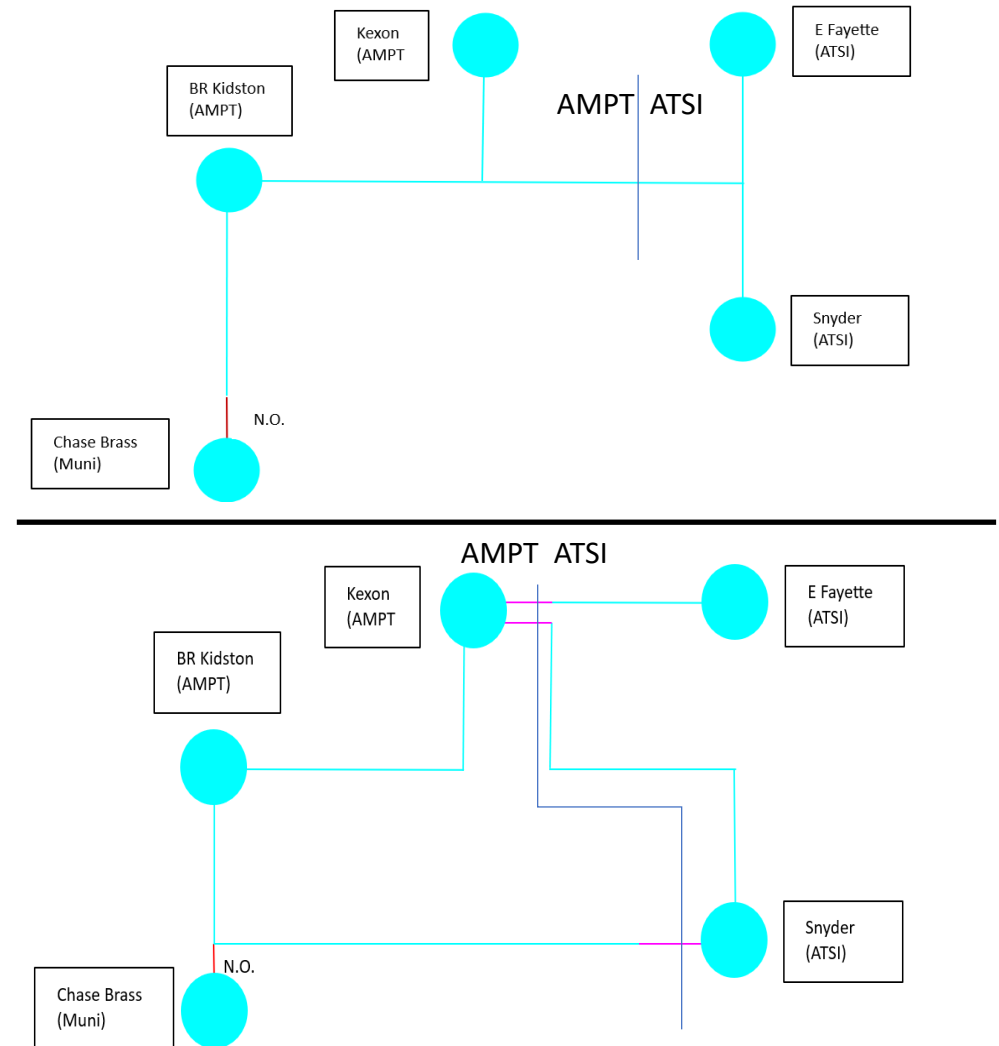 Kexon
(AMPT
E Fayette
(ATSI)
AMPT ATSI
BR Kidston
(AMPT)
Snyder
(ATSI)
N.O.
Chase Brass
(Muni)
AMPT ATSI
Kexon
(AMPT
E Fayette
(ATSI)
BR Kidston
(AMPT)
Snyder
(ATSI)
N.O.
Chase Brass
(Muni)